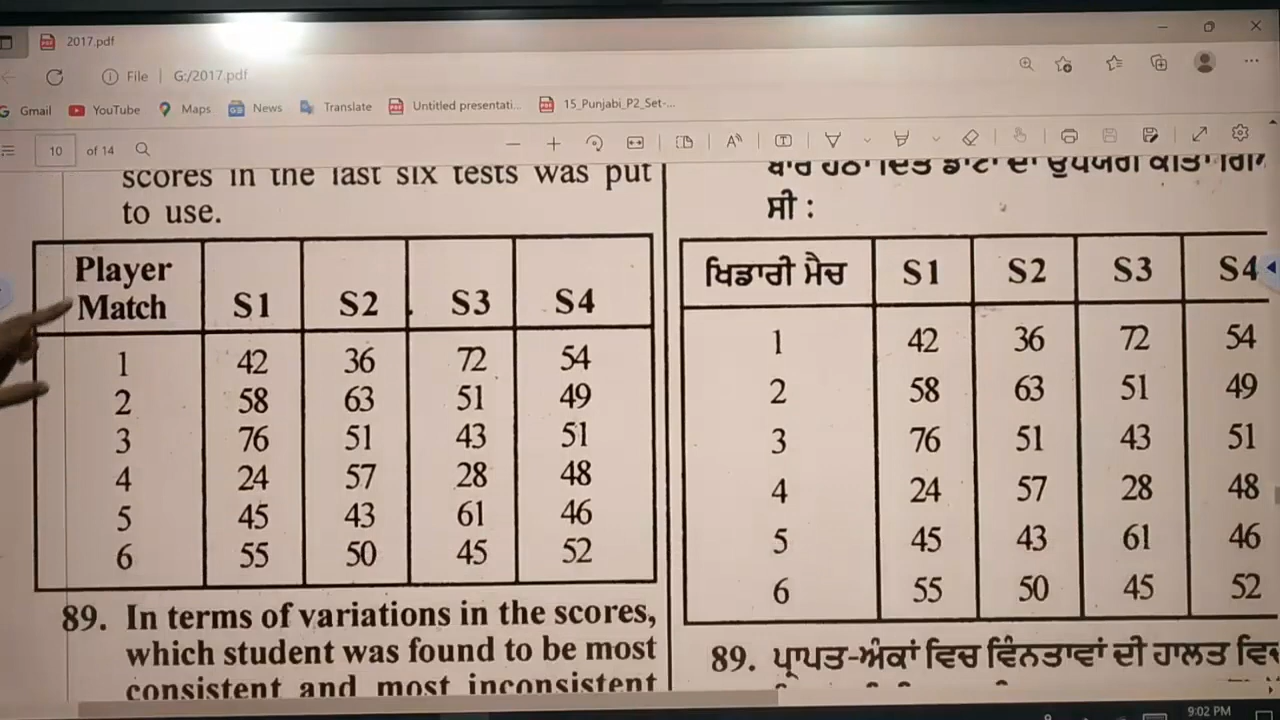 2017.pdf
File | G:/2017.pdf
Gmail YouTube Maps News Translate Untitled presentati... 15_Punjabi_P2_Set-...
10 of 14
scores in the last six tests was put
to use.
Player Match S1 S2 S3 S4
1 42 36 72 54
2 58 63 51 49
3 76 51 43 51
4 24 57 28 48
5 45 43 61 46
6 55 50 45 52
89. In terms of variations in the scores,
which student was found to be most
consistent and most inconsistent
ਸੀ :
ਖਿਡਾਰੀ ਮੈਚ S1 S2 S3 S4
1 42 36 72 54
2 58 63 51 49
3 76 51 43 51
4 24 57 28 48
5 45 43 61 46
6 55 50 45 52
89. ਪ੍ਰਾਪਤ-ਅੰਕਾਂ ਵਿਚ ਵਿੰਨਤਾਵਾਂ ਦੀ ਹਾਲਤ
9:02 PM